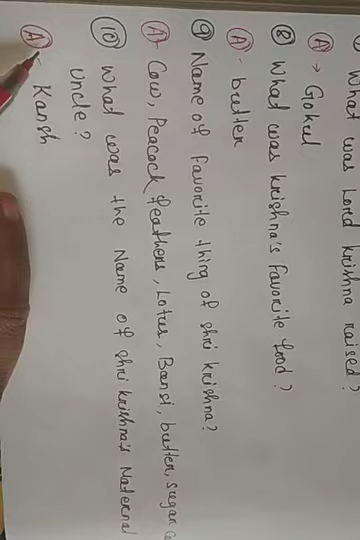 What was Lord Krishna raised?
A → Gokul
8 What was Krishna's favorite food?
A - butter
9 Name of favorite thing of shri krishna?
A - Cow, Peacock feathers, Lotus, Bansi, butter, sugar
10 What was the Name of shri krishna's Maternal
uncle?
A Kansh